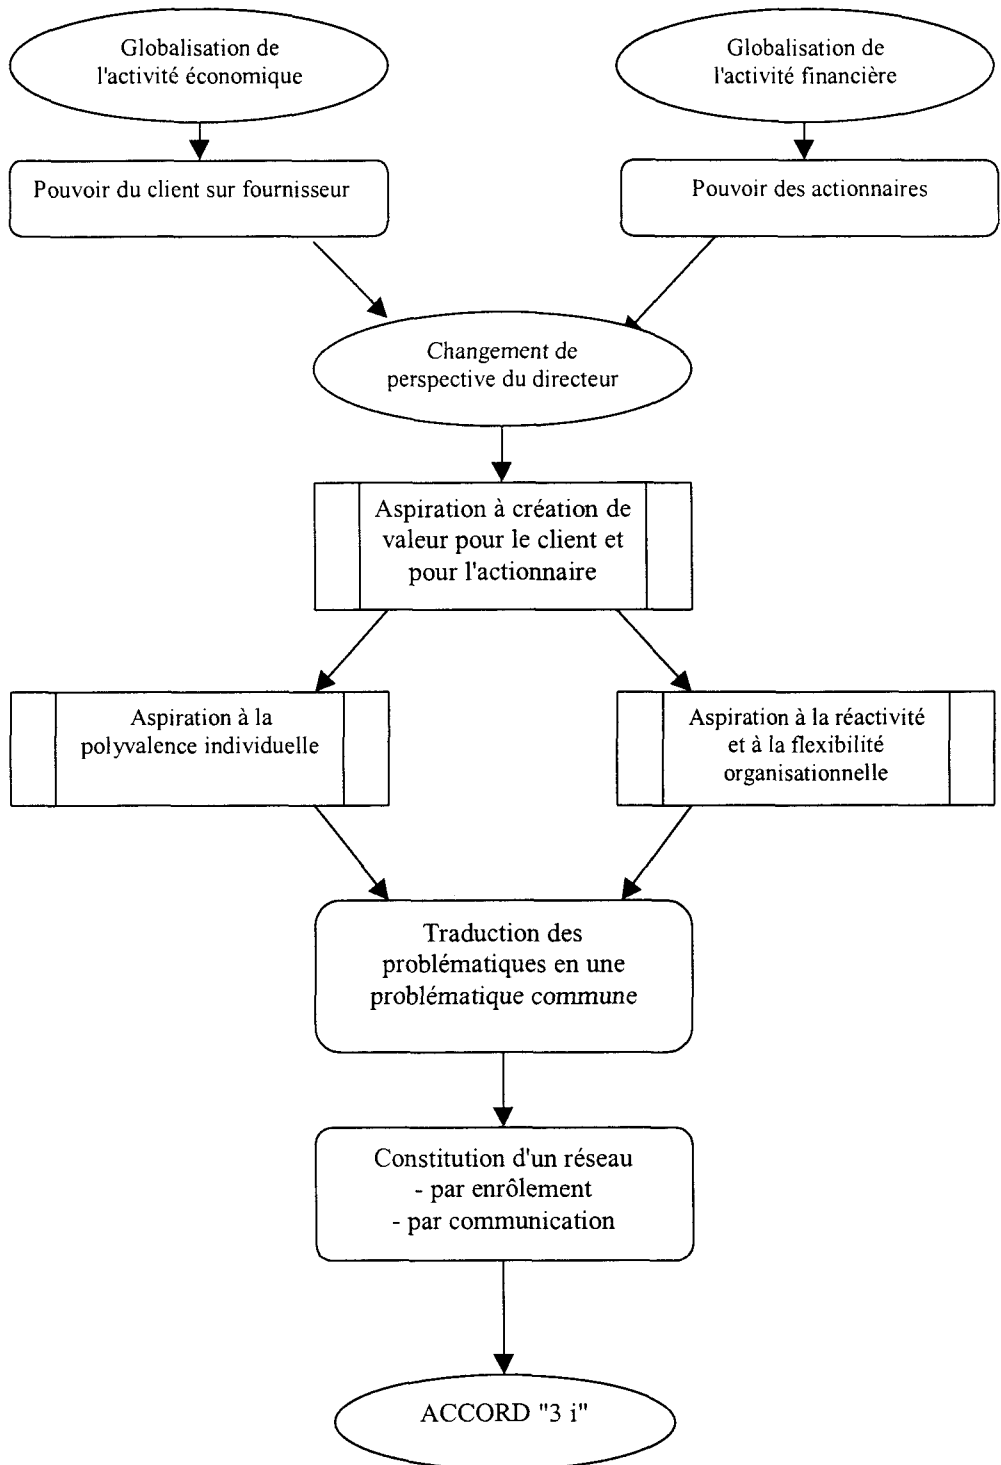 Globalisation de
l'activité économique
Globalisation de
l'activité financière
Pouvoir du client sur fournisseur
Pouvoir des actionnaires
Changement de
perspective du directeur
Aspiration à création de
valeur pour le client et
pour l'actionnaire
Aspiration à la
polyvalence individuelle
Aspiration à la réactivité
et à la flexibilité
organisationnelle
Traduction des
problématiques en une
problématique commune
Constitution d'un réseau
- par enrôlement
- par communication
ACCORD "3 i"